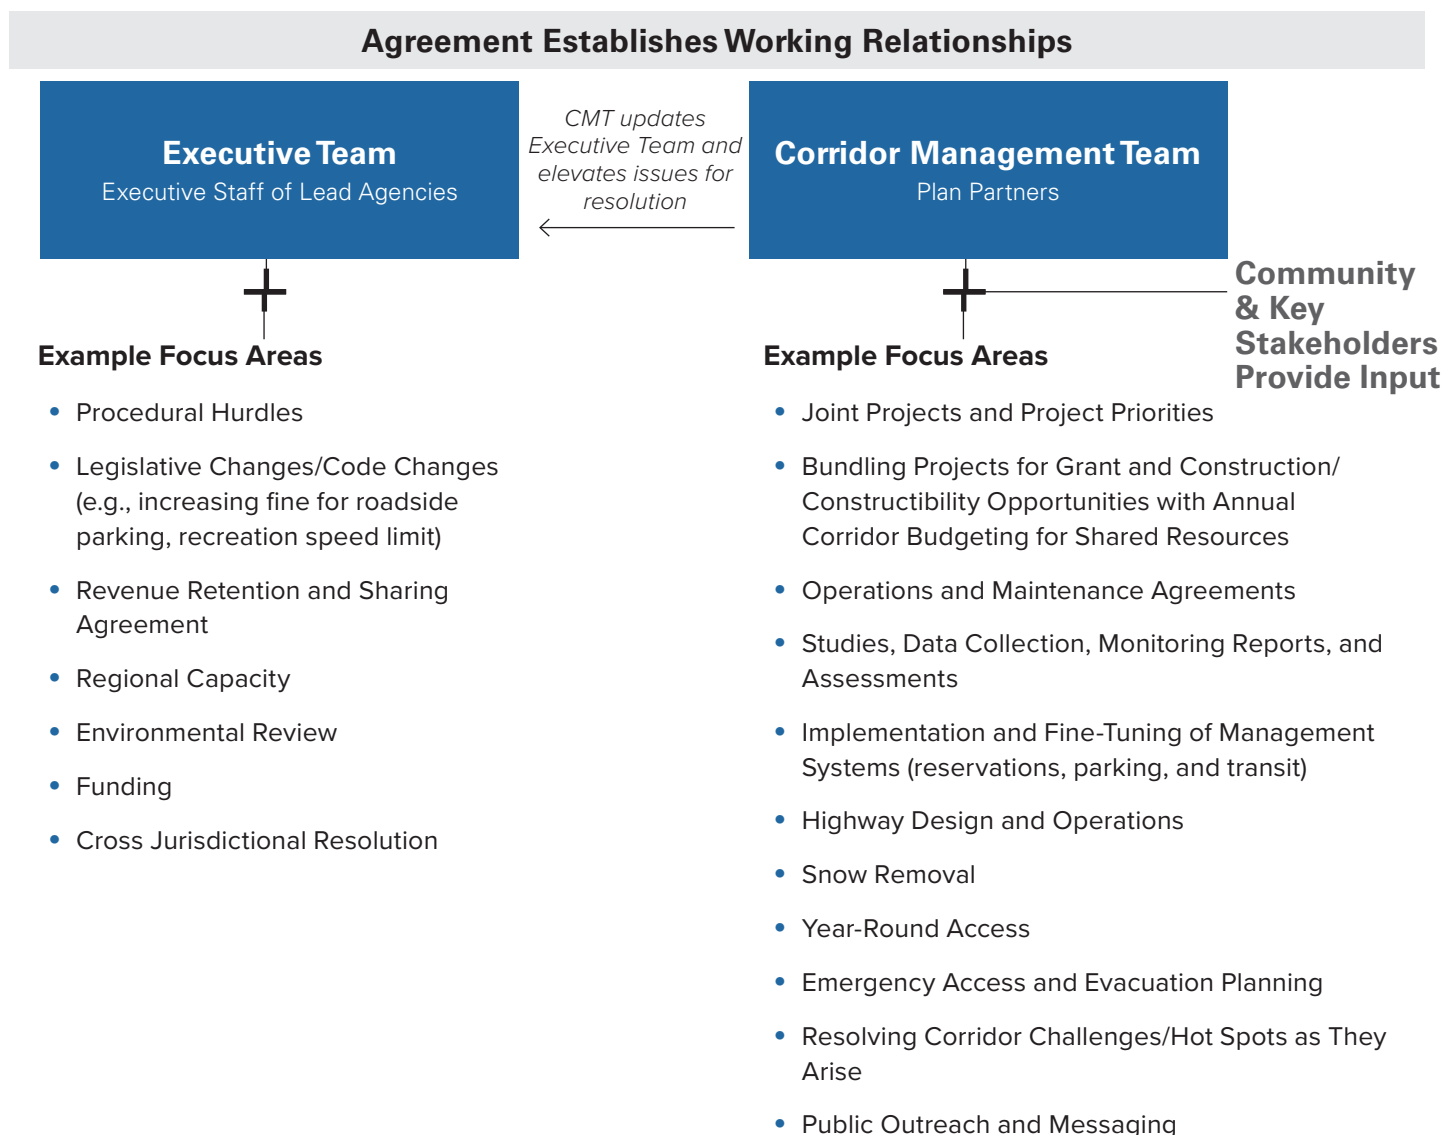 Agreement Establishes Working Relationships
Executive Team
Executive Staff of Lead Agencies
CMT updates
Executive Team and
elevates issues for
resolution
Corridor Management Team
Plan Partners
Community
& Key
Stakeholders
Provide Input
Example Focus Areas
• Procedural Hurdles
• Legislative Changes/Code Changes
(e.g., increasing fine for roadside
parking, recreation speed limit)
• Revenue Retention and Sharing
Agreement
• Regional Capacity
• Environmental Review
• Funding
• Cross Jurisdictional Resolution
Example Focus Areas
• Joint Projects and Project Priorities
• Bundling Projects for Grant and Construction/
Constructibility Opportunities with Annual
Corridor Budgeting for Shared Resources
• Operations and Maintenance Agreements
• Studies, Data Collection, Monitoring Reports, and
Assessments
• Implementation and Fine-Tuning of Management
Systems (reservations, parking, and transit)
• Highway Design and Operations
• Snow Removal
• Year-Round Access
• Emergency Access and Evacuation Planning
• Resolving Corridor Challenges/Hot Spots as They
Arise
• Public Outreach and Messaging